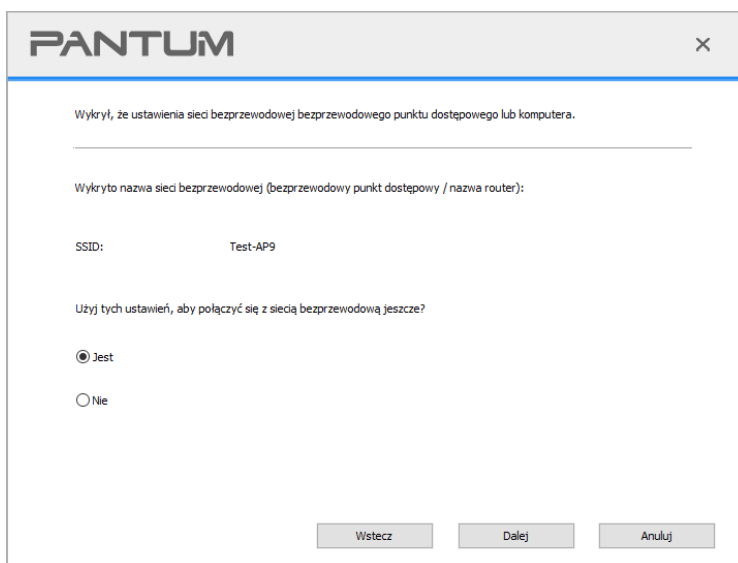 PANTUM
Wykrył, że ustawienia sieci bezprzewodowej bezprzewodowego punktu dostępowego lub komputera.
Wykryto nazwa sieci bezprzewodowej (bezprzewodowy punkt dostępowy / nazwa router):
SSID: Test-AP9
Użyj tych ustawień, aby połączyć się z siecią bezprzewodową jeszcze?
Jest
Nie
Wstecz Dalej Anuluj